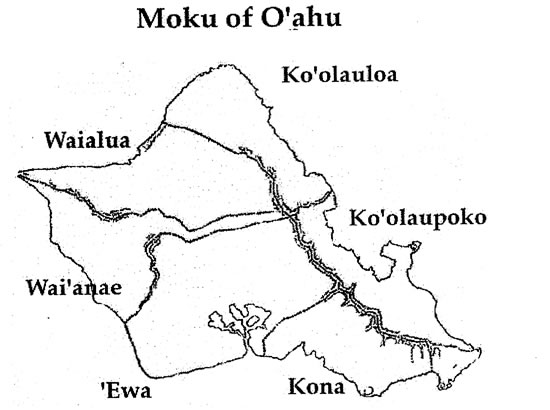 Moku of O'ahu
Ko'olauloa
Waialua
Ko'olaupoko
Wai'anae
'Ewa
Kona